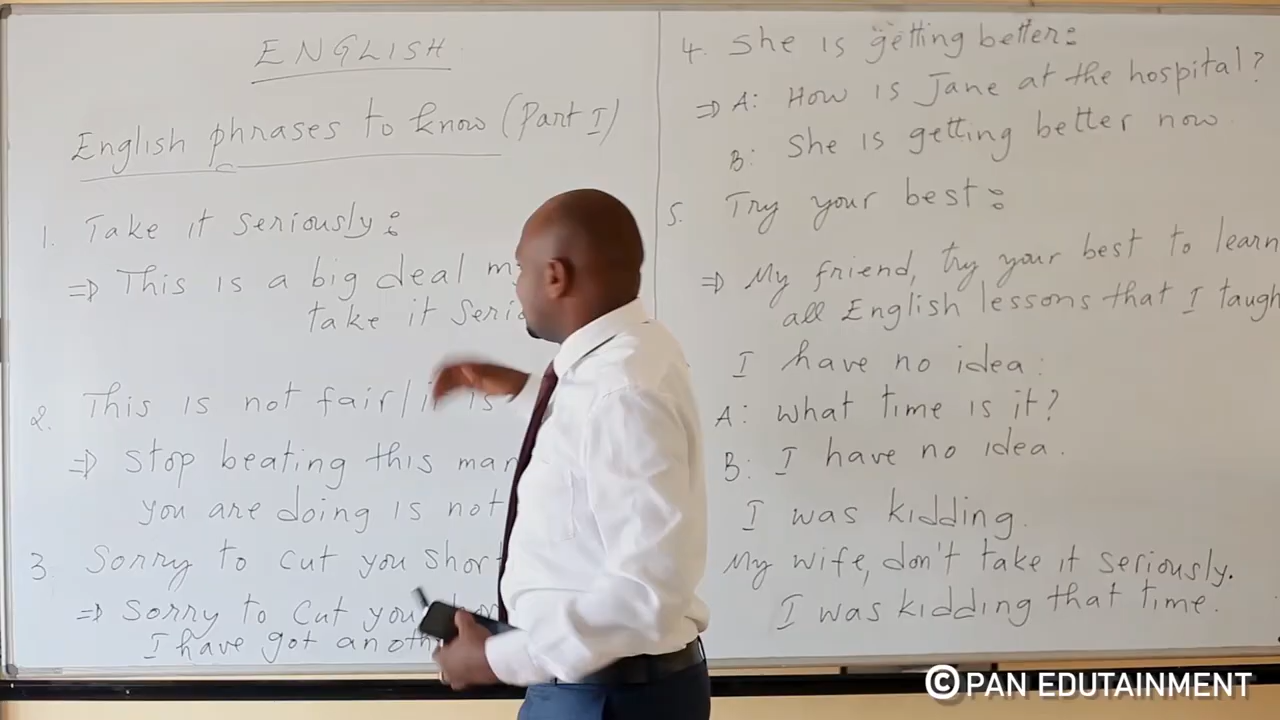 ENGLISH
English phrases to know (Part I)
1. Take it seriously:
⇒ This is a big deal
take it
2. This is not fair/it is
⇒ Stop beating this man
you are doing is not
3. Sorry to cut you short
⇒ Sorry to cut you
I have got
4. She is getting better:
⇒ A: How is Jane at the hospital?
B: She is getting better now
5. Try your best:
⇒ My friend, try your best to learn
all English lessons that I
I have no idea:
A: What time is it?
B: I have no idea.
I was kidding.
My wife, don't take it seriously.
I was kidding that time.
© PAN EDUTAINMENT